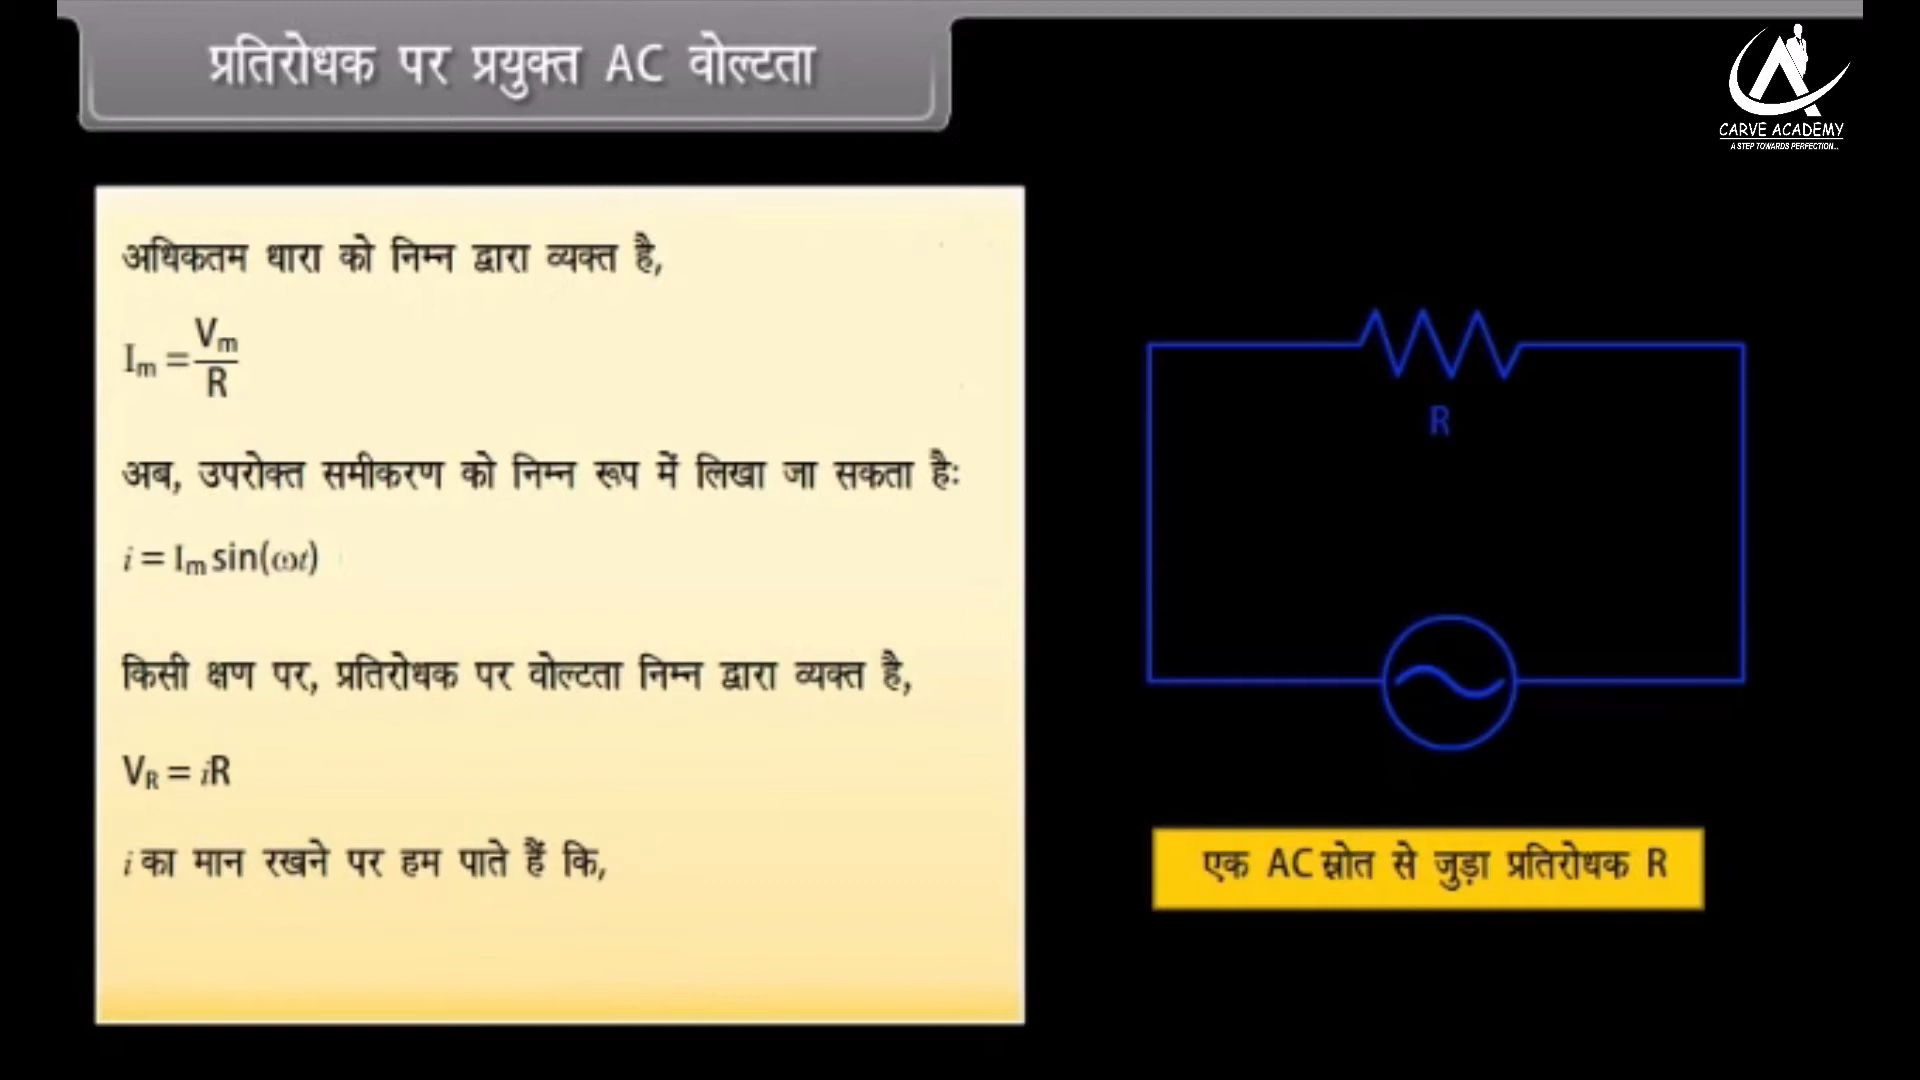 प्रतिरोधक पर प्रयुक्त AC वोल्टता
CARVE ACADEMY
A STEP TOWARDS PERFECTION...
अधिकतम धारा को निम्न द्वारा व्यक्त है,
Iₘ = Vₘ/R
अब, उपरोक्त समीकरण को निम्न रूप में लिखा जा सकता है:
i = Iₘ sin(ωt)
किसी क्षण पर, प्रतिरोधक पर वोल्टता निम्न द्वारा व्यक्त है,
V_R = iR
i का मान रखने पर हम पाते हैं कि,
R
एक AC स्रोत से जुड़ा प्रतिरोधक R